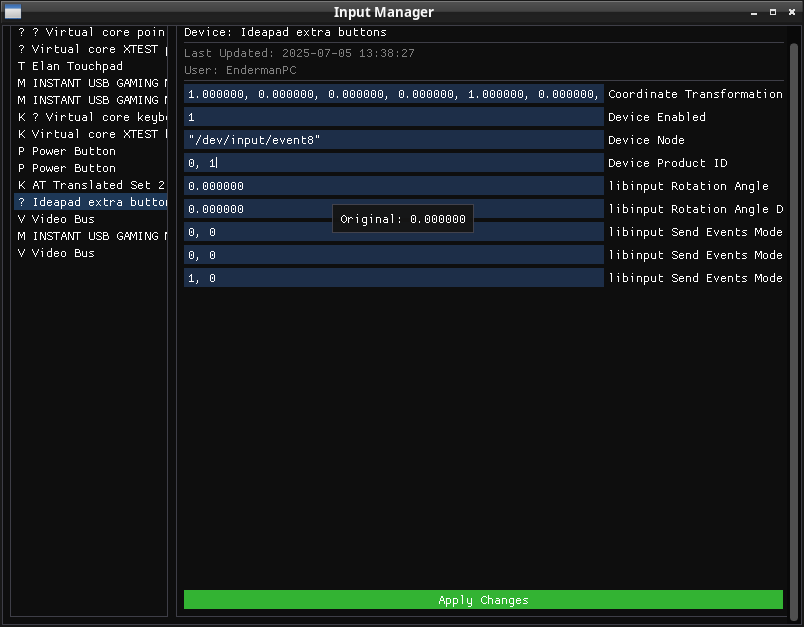 Input Manager
? ? Virtual core poin
? Virtual core XTEST
T Elan Touchpad
M INSTANT USB GAMING
M INSTANT USB GAMING
K ? Virtual core keyb
K Virtual core XTEST
P Power Button
P Power Button
K AT Translated Set 2
? Ideapad extra button
V Video Bus
M INSTANT USB GAMING
V Video Bus
Device: Ideapad extra buttons
Last Updated: 2025-07-05 13:38:27
User: EndermanPC
1.000000, 0.000000, 0.000000, 0.000000, 1.000000, 0.000000, Coordinate Transformation
1 Device Enabled
"/dev/input/event8" Device Node
0, 1 Device Product ID
0.000000 libinput Rotation Angle
0.000000 libinput Rotation Angle D
Original: 0.000000
0, 0 libinput Send Events Mode
0, 0 libinput Send Events Mode
1, 0 libinput Send Events Mode
Apply Changes